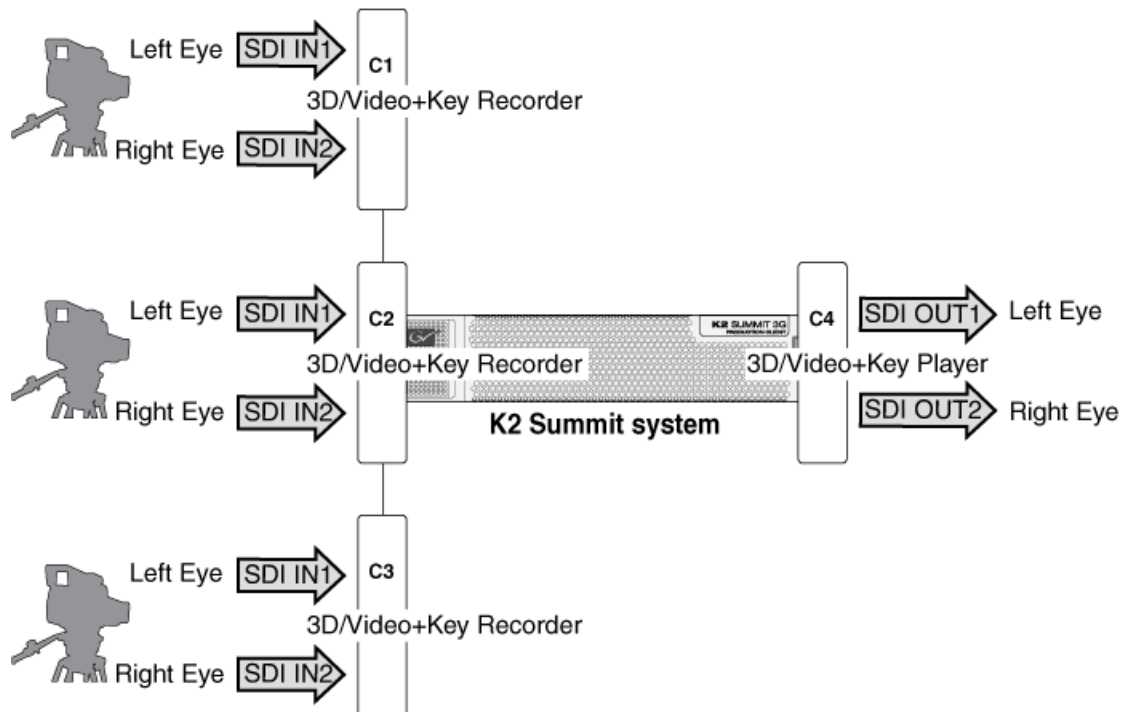 Left Eye SDI IN1 C1
3D/Video+Key Recorder
Right Eye SDI IN2
Left Eye SDI IN1 C2 K2 SUMMIT 3G C4 SDI OUT1 Left Eye
PRODUCTION CLIENT
3D/Video+Key Recorder 3D/Video+Key Player
Right Eye SDI IN2 K2 Summit system SDI OUT2 Right Eye
Left Eye SDI IN1 C3
3D/Video+Key Recorder
Right Eye SDI IN2